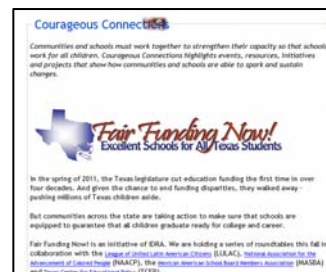 Courageous Connections
Communities and schools must work together to strengthen their capacity so that schools
work for all children. Courageous Connections highlights events, resources, initiatives
and projects that show how communities and schools are able to spark and sustain
changes.
Fair Funding Now!
Excellent Schools for All Texas Students
In the spring of 2011, the Texas legislature cut education funding the first time in over
four decades. And given the chance to end funding disparities, they walked away -
pushing millions of Texas children aside.
But communities across the state are taking action to make sure that schools are
equipped to guarantee that all children graduate ready for college and career.
Fair Funding Now! is an initiative of IDRA. We are holding a series of roundtables this fall in
collaboration with the League of United Latin American Citizens (LULAC), National Association for the
Advancement of Colored People (NAACP), the Mexican American School Board Members Association (MASBA)